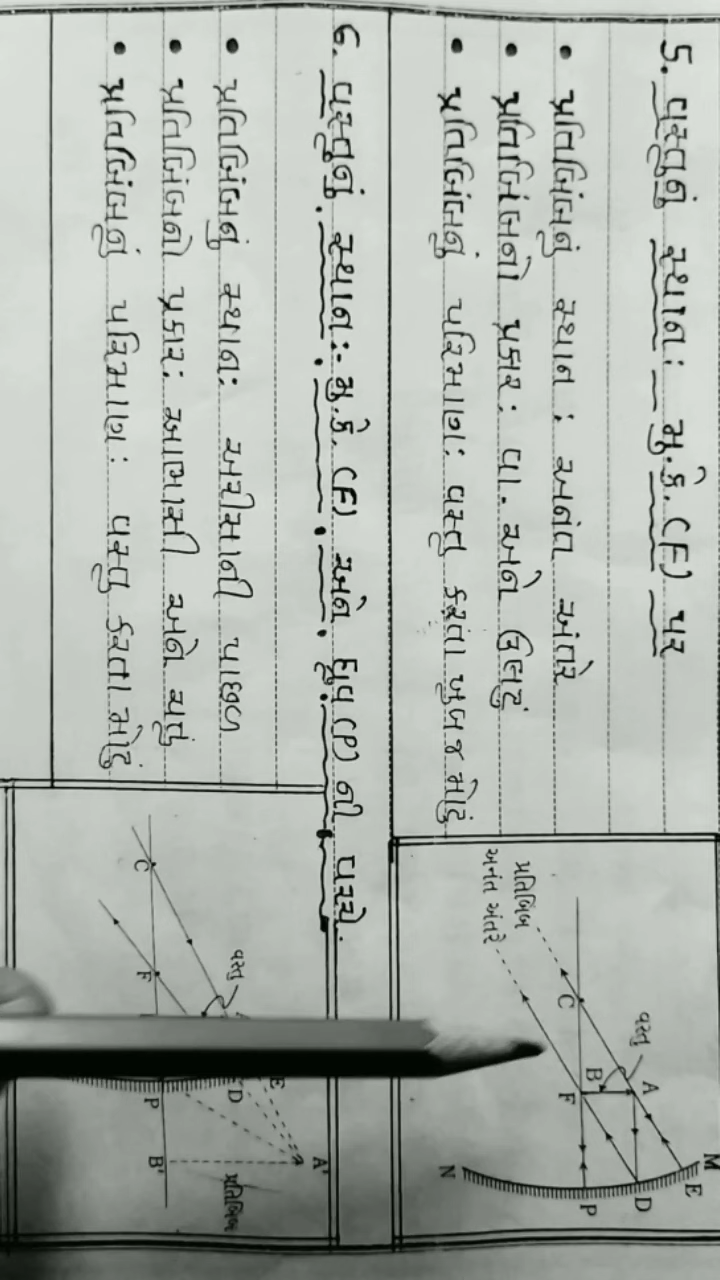 5. વસ્તુનું સ્થાન:- મુ.કે.(F) પર
• પ્રતિબિંબનું સ્થાન : અનંત અંતરે
• પ્રતિબિંબનો પ્રકાર : વા. અને ઉલટું
• પ્રતિબિંબનું પરિમાણ: વસ્તુ કરતા ખુબજ મોટું
પ્રતિબિંબ
અનંત અંતરે
વસ્તુ
C
B
A
F
M
E
D
P
N
6. વસ્તુનું સ્થાન:- મુ.કે. (F) અને ધ્રુવ(P) ની વચ્ચે.
• પ્રતિબિંબનું સ્થાન: અરીસાની પાછળ
• પ્રતિબિંબનો પ્રકાર: આભાસી અને ચતું
• પ્રતિબિંબનું પરિમાણ: વસ્તુ કરતા મોટું
C
F
વસ્તુ
E
D
P
A'
B'
પ્રતિબિંબ